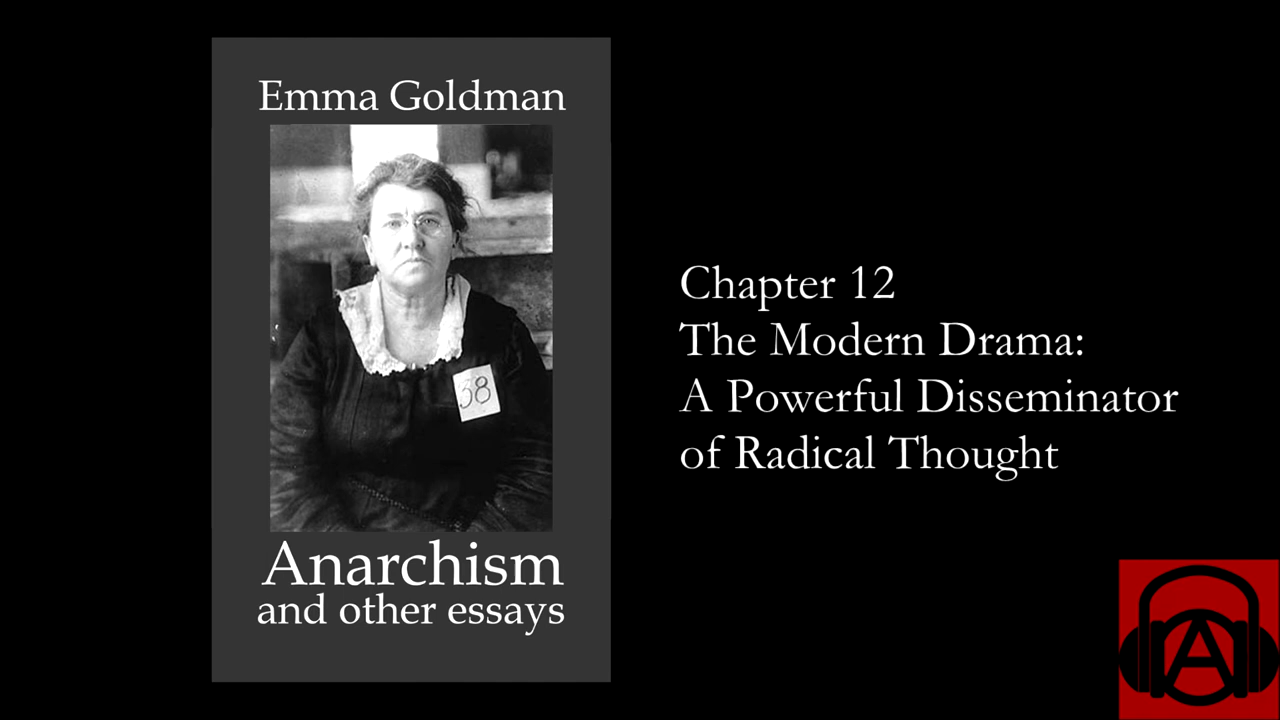 Emma Goldman
38
Anarchism
and other essays
Chapter 12
The Modern Drama:
A Powerful Disseminator
of Radical Thought
A